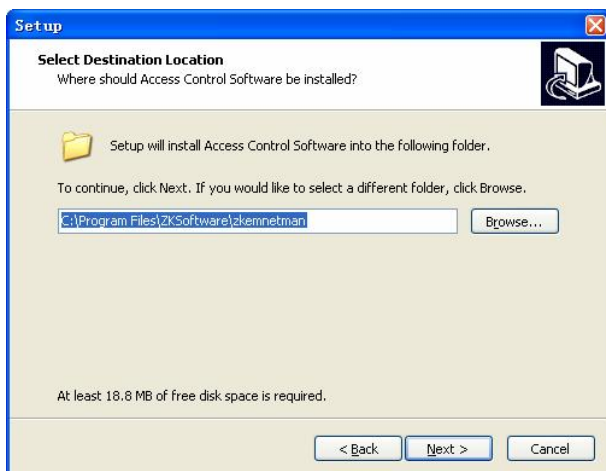 Setup
Select Destination Location
Where should Access Control Software be installed?
Setup will install Access Control Software into the following folder.
To continue, click Next. If you would like to select a different folder, click Browse.
C:\Program Files\ZKSoftware\zkemnetman
Browse...
At least 18.8 MB of free disk space is required.
< Back Next > Cancel